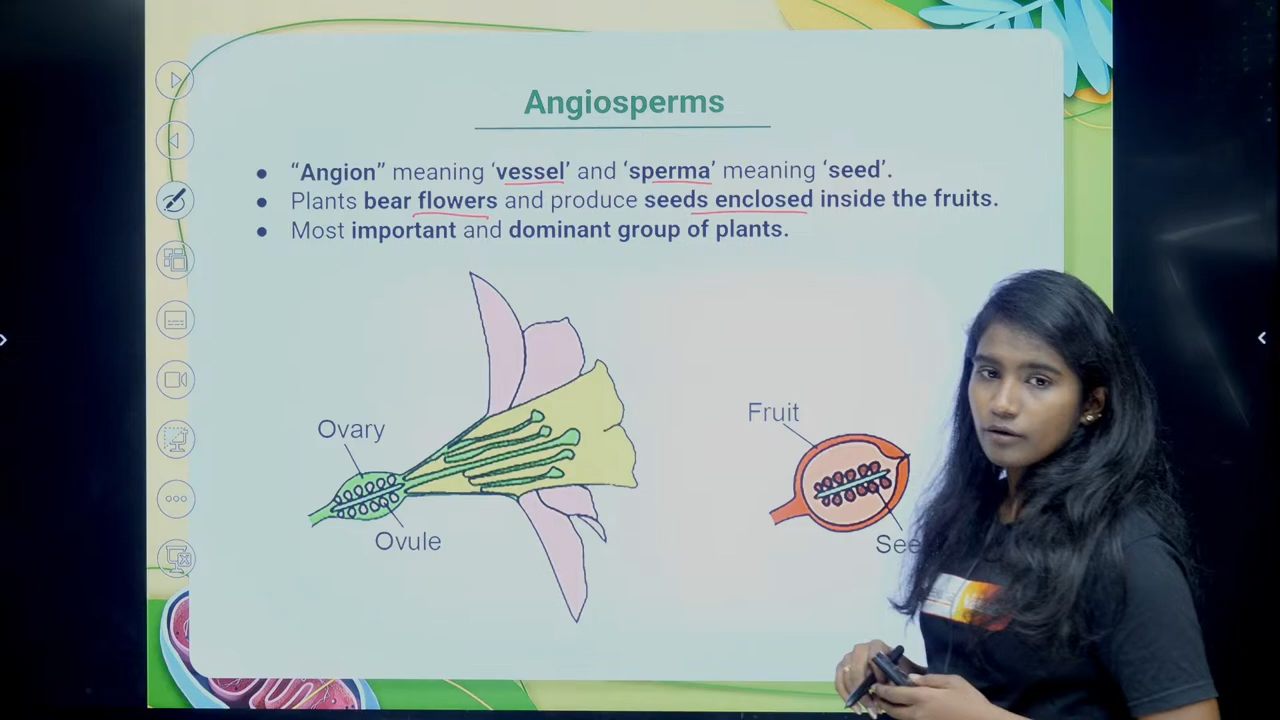 Angiosperms
● “Angion” meaning ‘vessel’ and ‘sperma’ meaning ‘seed’.
● Plants bear flowers and produce seeds enclosed inside the fruits.
● Most important and dominant group of plants.
Fruit
Ovary
Ovule